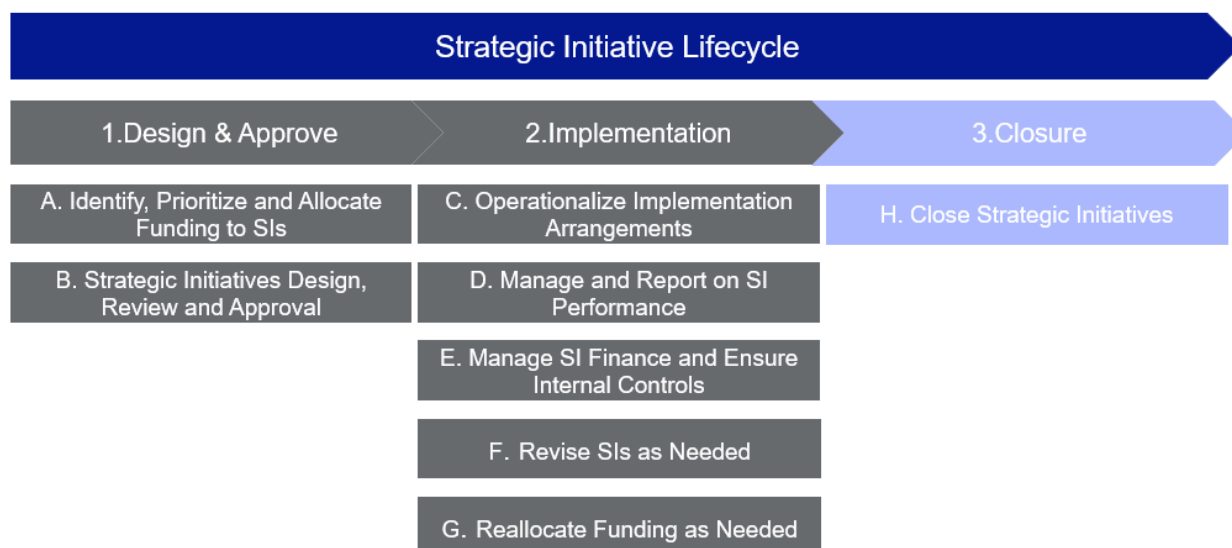 Strategic Initiative Lifecycle
1.Design & Approve
2.Implementation
3.Closure
A. Identify, Prioritize and Allocate
Funding to SIs
B. Strategic Initiatives Design,
Review and Approval
C. Operationalize Implementation
Arrangements
D. Manage and Report on SI
Performance
E. Manage SI Finance and Ensure
Internal Controls
F. Revise SIs as Needed
G. Reallocate Funding as Needed
H. Close Strategic Initiatives